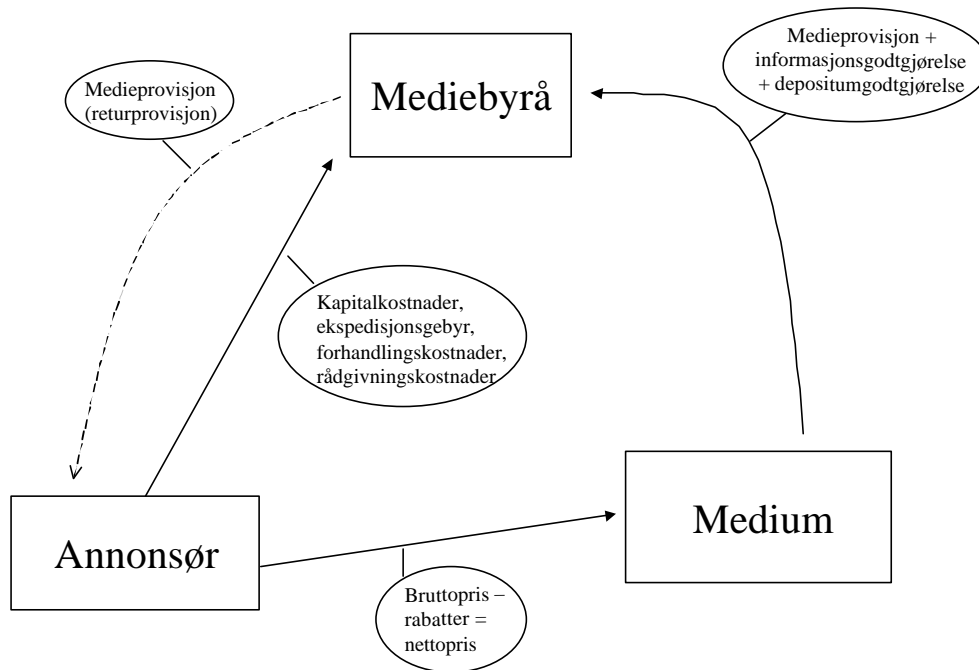 Medieprovisjon +
informasjonsgodtgjørelse
+ depositumgodtgjørelse
Medieprovisjon
(returprovisjon)
Mediebyrå
Kapitalkostnader,
ekspedisjonsgebyr,
forhandlingskostnader,
rådgivningskostnader
Medium
Annonsør
Bruttopris –
rabatter =
nettopris